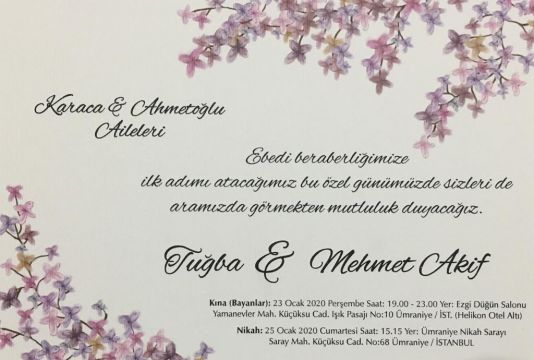 Karaca & Ahmetoğlu
Aileleri
Ebedi beraberliğimize
ilk adımı atacağımız bu özel günümüzde sizleri de
aramızda görmekten mutluluk duyacağız.
Tuğba & Mehmet Akif
Kına (Bayanlar): 23 Ocak 2020 Perşembe Saat: 19.00 - 23.00 Yer: Ezgi Düğün Salonu
Yamanevler Mah. Küçüksu Cad. Işık Pasajı No:10 Ümraniye / İST. (Helikon Otel Altı)
Nikah: 25 Ocak 2020 Cumartesi Saat: 15.15 Yer: Ümraniye Nikah Sarayı
Saray Mah. Küçüksu Cad. No:68 Ümraniye / İSTANBUL